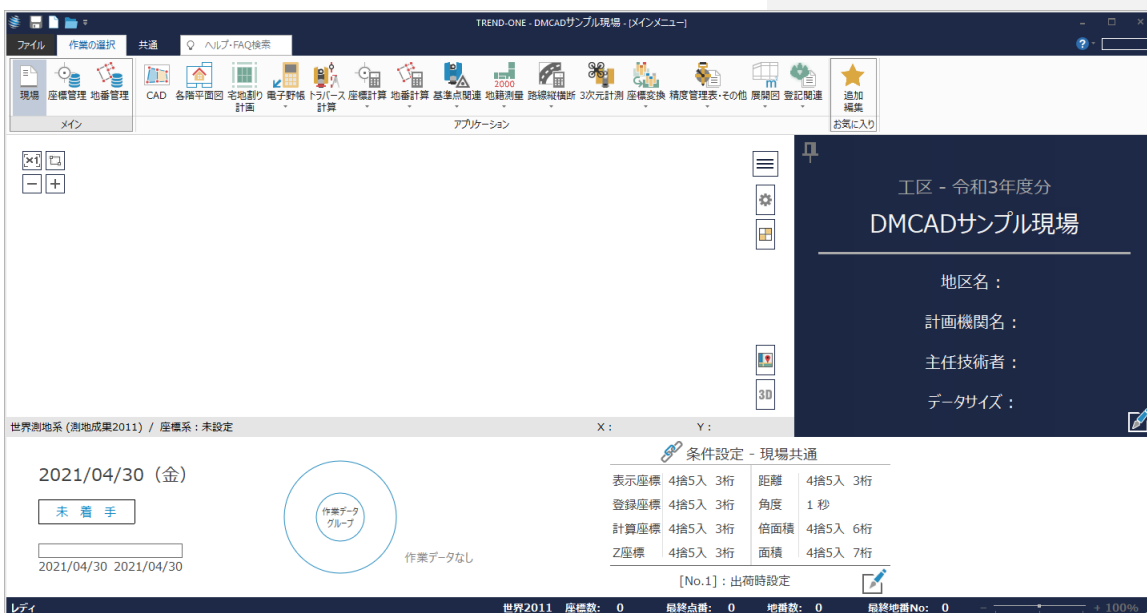 TREND-ONE - DMCADサンプル現場 - [メインメニュー]
ファイル 作業の選択 共通 ヘルプ・FAQ検索
現場 座標管理 地番管理 CAD 各階平面図 宅地割り計画 電子野帳 トラバース計算 座標計算 地番計算 基準点関連 地籍測量 路線縦横断 3次元計測 座標変換 精度管理表・その他 展開図 登記関連 追加編集
2000
メイン アプリケーション お気に入り
×1
工区 - 令和3年度分
DMCADサンプル現場
地区名：
計画機関名：
主任技術者：
データサイズ：
3D
世界測地系 (測地成果2011) / 座標系：未設定 X： Y：
2021/04/30（金）
未着手
2021/04/30 2021/04/30
作業データ
グループ
作業データなし
条件設定 - 現場共通
表示座標 4捨5入 3桁 距離 4捨5入 3桁
登録座標 4捨5入 3桁 角度 1 秒
計算座標 4捨5入 3桁 倍面積 4捨5入 6桁
Z座標 4捨5入 3桁 面積 4捨5入 7桁
[No.1]：出荷時設定
レディ 世界2011 座標数: 0 最終点番: 0 地番数: 0 最終地番No: 0 - + 100%